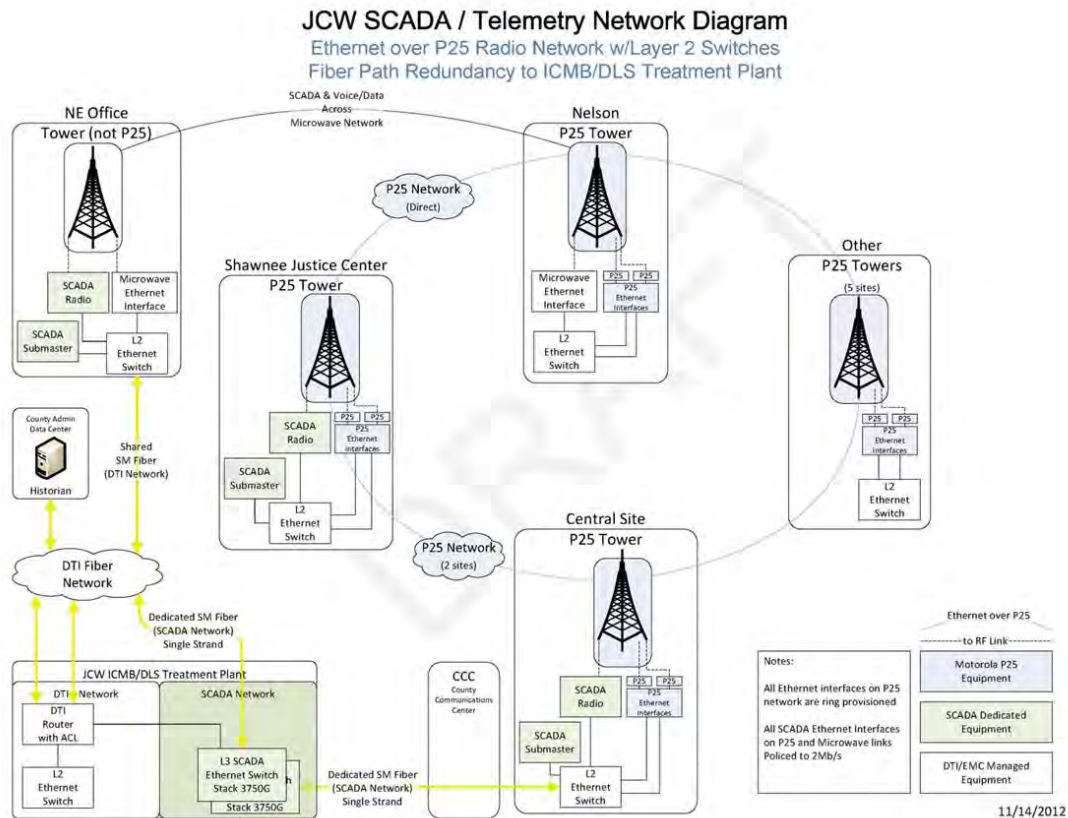 JCW SCADA / Telemetry Network Diagram
Ethernet over P25 Radio Network w/Layer 2 Switches
Fiber Path Redundancy to ICMB/DLS Treatment Plant
NE Office
Tower (not P25)
SCADA
Radio
Microwave
Ethernet
Interface
SCADA
Submaster
L2
Ethernet
Switch
SCADA & Voice/Data
Across
Microwave Network
Nelson
P25 Tower
Microwave
Ethernet
Interface
P25
P25
P25
Ethernet
Interfaces
L2
Ethernet
Switch
P25 Network
(Direct)
Shawnee Justice Center
P25 Tower
SCADA
Radio
P25
P25
P25
Ethernet
Interfaces
SCADA
Submaster
L2
Ethernet
Switch
Other
P25 Towers
(5 sites)
P25
P25
P25
Ethernet
Interfaces
L2
Ethernet
Switch
County Admin
Data Center
Historian
Shared
SM Fiber
(DTI Network)
DTI Fiber
Network
P25 Network
(2 sites)
Central Site
P25 Tower
SCADA
Radio
P25
P25
P25
Ethernet
Interfaces
SCADA
Submaster
L2
Ethernet
Switch
Dedicated SM Fiber
(SCADA Network)
Single Strand
JCW ICMB/DLS Treatment Plant
DTI Network
SCADA Network
DTI
Router
with ACL
L2
Ethernet
Switch
L3 SCADA
Ethernet Switch
Stack 3750G
Stack 3750G
Dedicated SM Fiber
(SCADA Network)
Single Strand
CCC
County
Communications
Center
Notes:
All Ethernet interfaces on P25
network are ring provisioned
All SCADA Ethernet Interfaces
on P25 and Microwave links
Policed to 2Mb/s
Ethernet over P25
to RF Link
Motorola P25
Equipment
SCADA Dedicated
Equipment
DTI/EMC Managed
Equipment
11/14/2012
DRAFT